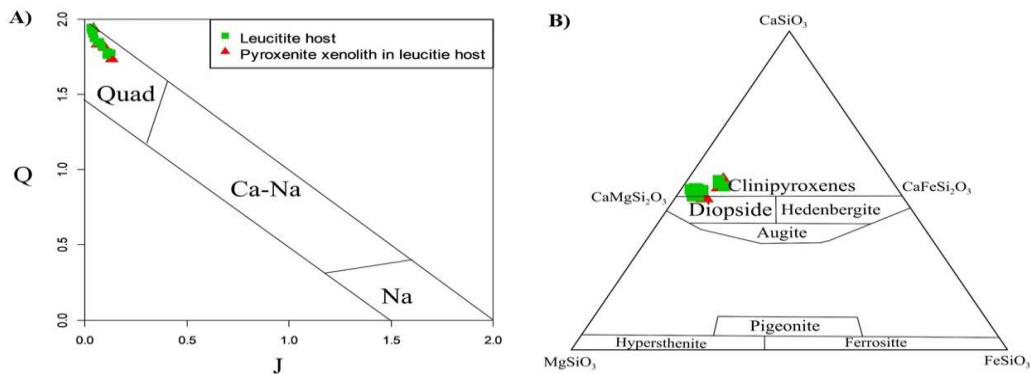 A)
2.0
1.5
1.0
0.5
0.0
Q
Leucitite host
Pyroxenite xenolith in leucitie host
Quad
Ca-Na
Na
0.0
0.5
1.0
1.5
2.0
J
B)
CaSiO₃
Clinipyroxenes
CaMgSi₂O₃
CaFeSi₂O₃
Diopside
Hedenbergite
Augite
Pigeonite
Hypersthenite
Ferrositte
MgSiO₃
FeSiO₃